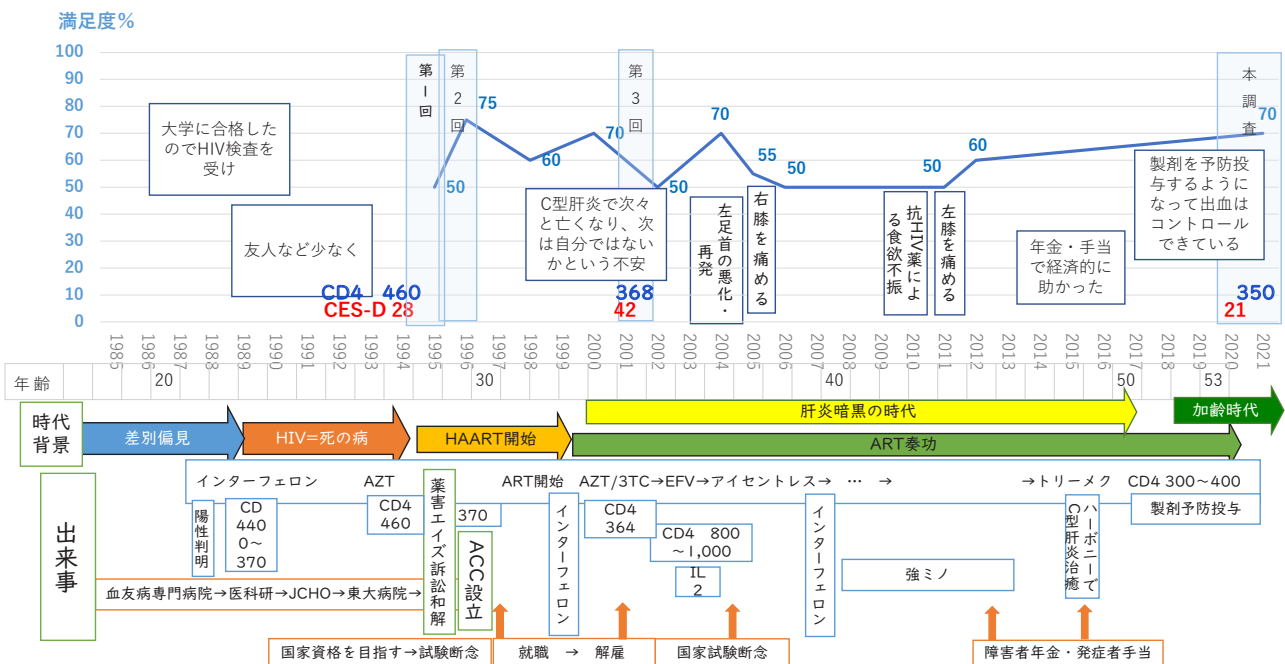 満足度%
100
90
80
70
60
50
40
30
20
10
0
第1回
第2回
第3回
本調査
50
75
60
70
50
70
55
50
50
60
70
大学に合格した
のでHIV検査を
受け
友人など少なく
C型肝炎で次々
と亡くなり、次
は自分ではない
かという不安
左足首の悪化・
再発
右膝を痛める
抗HIV薬によ
る食欲不振
左膝を痛める
年金・手当
で経済的に
助かった
製剤を予防投
与するように
なって出血は
コントロール
できている
CD4 460
CES-D 28
368
42
350
21
1985
1986
1987
1988
1989
1990
1991
1992
1993
1994
1995
1996
1997
1998
1999
2000
2001
2002
2003
2004
2005
2006
2007
2008
2009
2010
2011
2012
2013
2014
2015
2016
2017
2018
2019
2020
2021
年齢
20
30
40
50
53
時代
背景
差別偏見
HIV=死の病
HAART開始
肝炎暗黒の時代
ART奏功
加齢時代
出来事
インターフェロン
AZT
ART開始
AZT/3TC→EFV→アイセントレス→ … →
→トリーメク CD4 300~400
陽性判明
CD
440
0~
370
CD4
460
薬害エイズ訴訟和解
370
ACC設立
インターフェロン
CD4
364
CD4 800
~1,000
IL
2
インターフェロン
強ミノ
ハーボニーで
C型肝炎治癒
製剤予防投与
血友病専門病院→医科研→JCHO→東大病院→
国家資格を目指す→試験断念
就職 → 解雇
国家試験断念
障害者年金・発症者手当